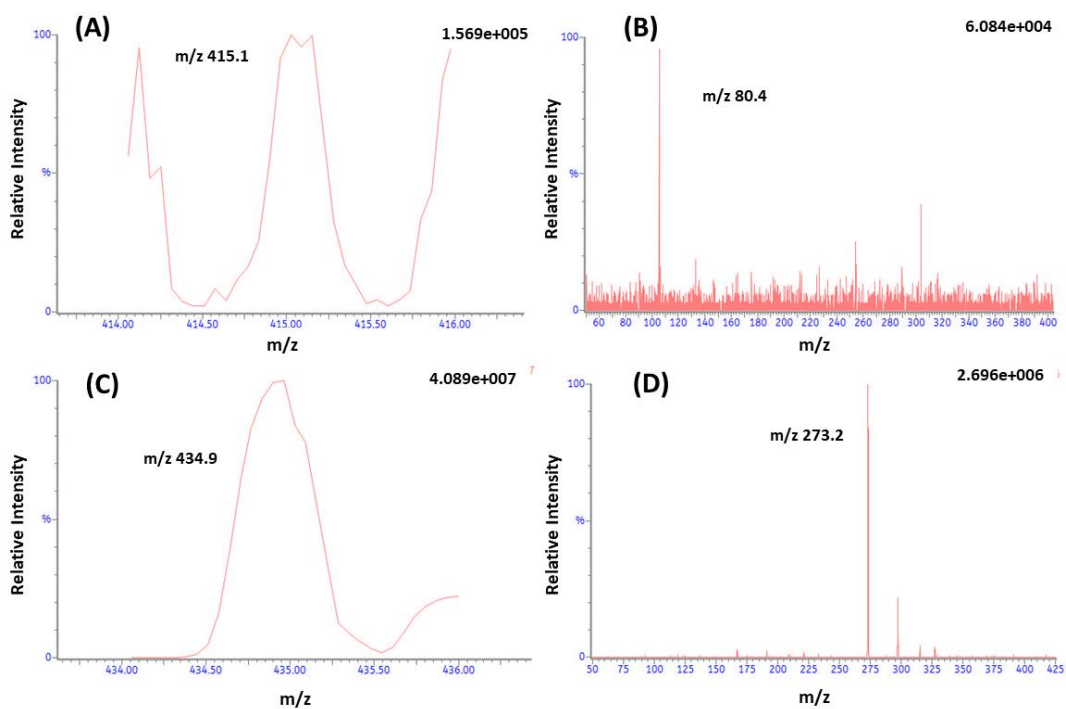 (A)
1.569e+005
100
m/z 415.1
%
0
Relative Intensity
414.00 414.50 415.00 415.50 416.00
m/z
(B)
6.084e+004
100
m/z 80.4
%
0
Relative Intensity
60 80 100 120 140 160 180 200 220 240 260 280 300 320 340 360 380 400
m/z
(C)
4.089e+007
7
100
m/z 434.9
%
0
Relative Intensity
434.00 434.50 435.00 435.50 436.00
m/z
(D)
2.696e+006
100
m/z 273.2
%
0
Relative Intensity
50 75 100 125 150 175 200 225 250 275 300 325 350 375 400 425
m/z